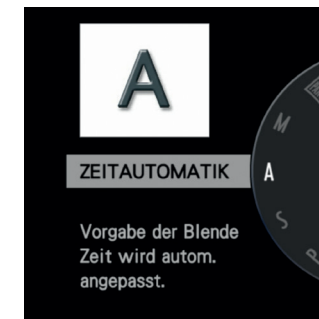 A
ZEITAUTOMATIK
M
A
S
P
Vorgabe der Blende
Zeit wird autom.
angepasst.